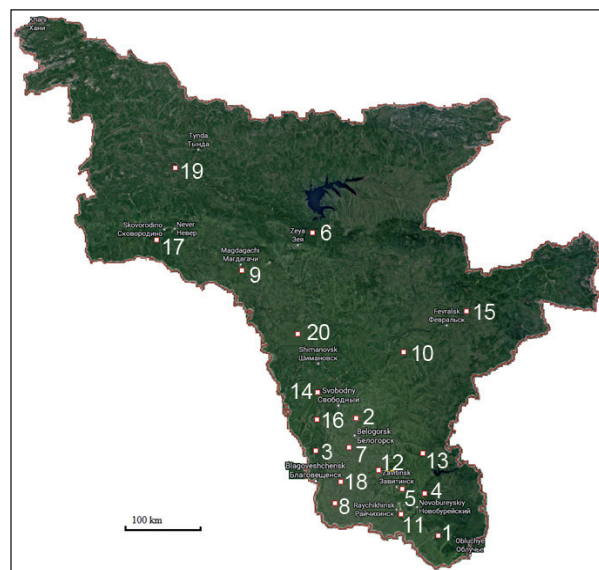 Khani
Хани
Tynda
Тында
19
Skovorodino
Сковородино
Never
Невер
17
Zeya
Зея
6
Magdagachi
Магдагачи
9
15
Fevralsk
Февральск
20
10
Shimanovsk
Шимановск
14
Svobodny
Свободный
16
2
Belogorsk
Белогорск
3
7
13
12
Blagoveshchensk
Благовещенск
Zavitinsk
Завитинск
18
5
4
8
Novobureyskiy
Новобурейский
Raychikhinsk
Райчихинск
11
1
Obluchye
Облучье
100 km